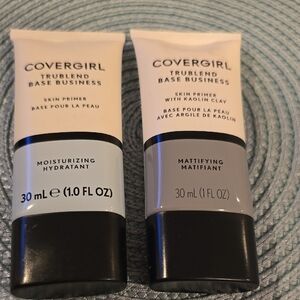 COVERGIRL
TRUBLEND
BASE BUSINESS
SKIN PRIMER
BASE POUR LA PEAU
MOISTURIZING
HYDRATANT
30 mL e (1.0 FL OZ)
COVERGIRL
TRUBLEND
BASE BUSINESS
SKIN PRIMER
WITH KAOLIN CLAY
BASE POUR LA PEAU
AVEC ARGILE DE KAOLIN
MATTIFYING
MATIFIANT
30 mL (1 FL OZ)